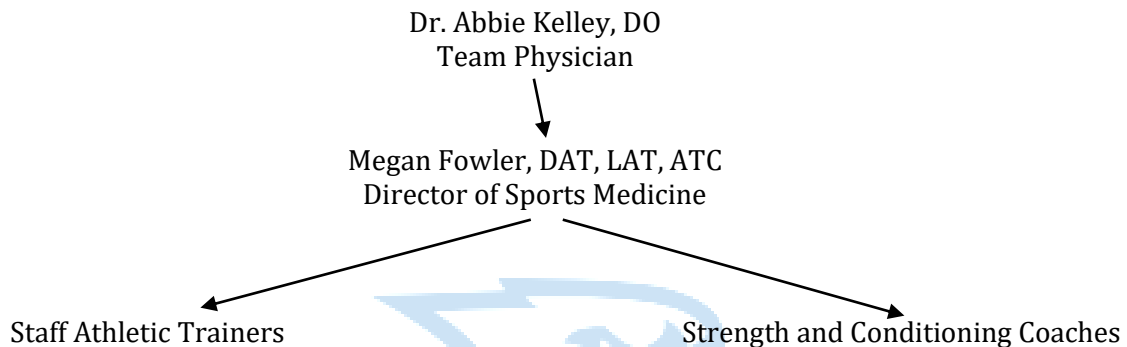 Dr. Abbie Kelley, DO
Team Physician
Megan Fowler, DAT, LAT, ATC
Director of Sports Medicine
Staff Athletic Trainers
Strength and Conditioning Coaches